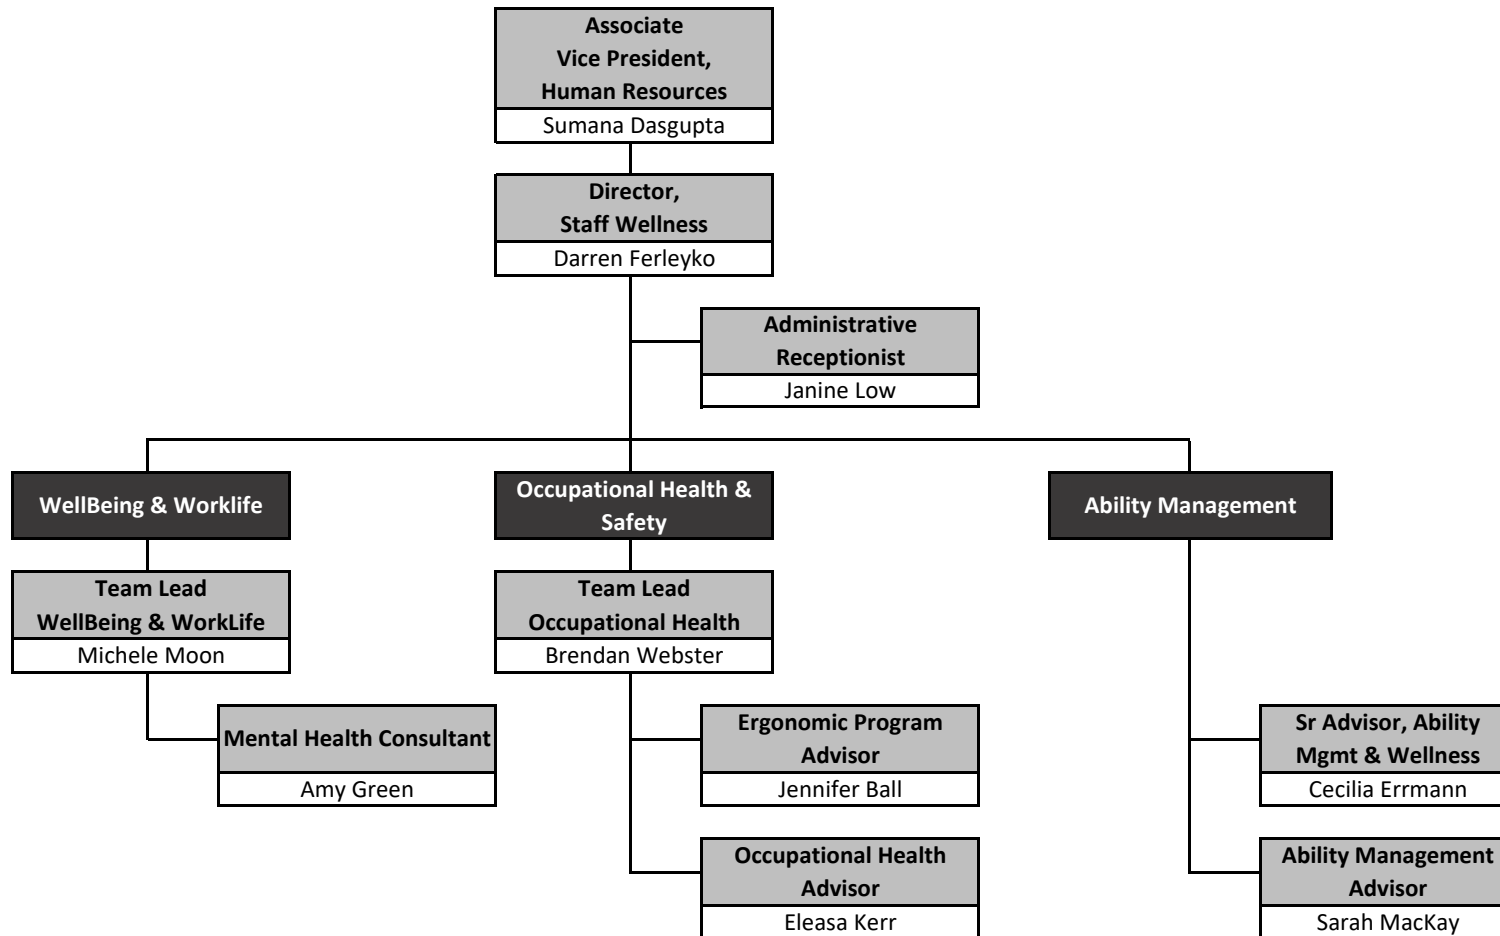 Associate
Vice President,
Human Resources
Sumana Dasgupta
Director,
Staff Wellness
Darren Ferleyko
Administrative
Receptionist
Janine Low
WellBeing & Worklife
Occupational Health &
Safety
Ability Management
Team Lead
WellBeing & WorkLife
Michele Moon
Team Lead
Occupational Health
Brendan Webster
Mental Health Consultant
Amy Green
Ergonomic Program
Advisor
Jennifer Ball
Sr Advisor, Ability
Mgmt & Wellness
Cecilia Errmann
Occupational Health
Advisor
Eleasa Kerr
Ability Management
Advisor
Sarah MacKay